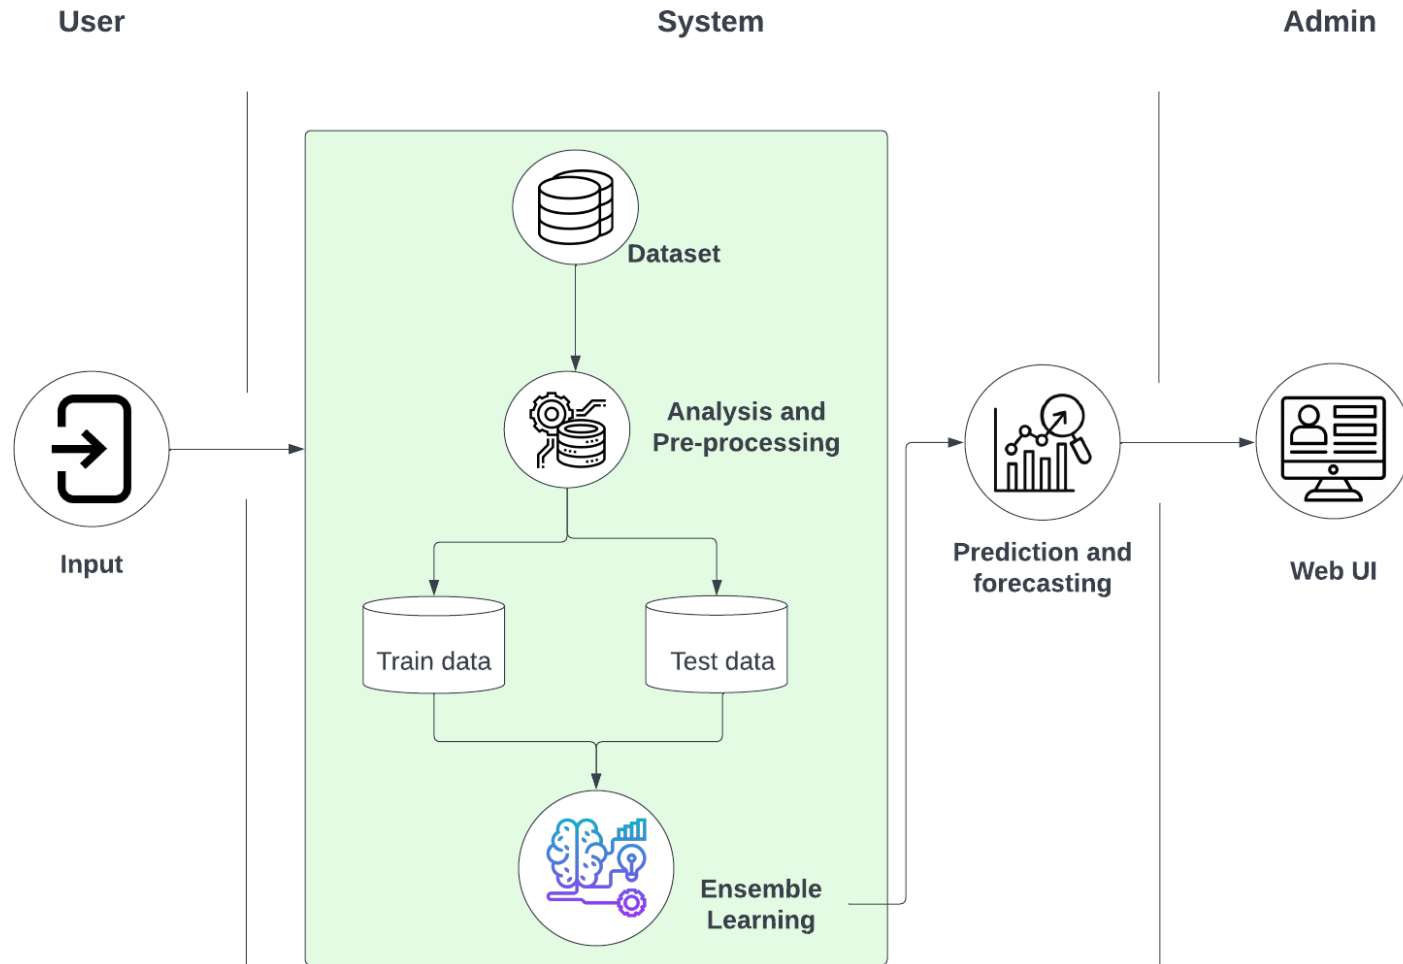 User
System
Admin
Dataset
Analysis and
Pre-processing
Input
Prediction and
forecasting
Web UI
Train data
Test data
Ensemble
Learning